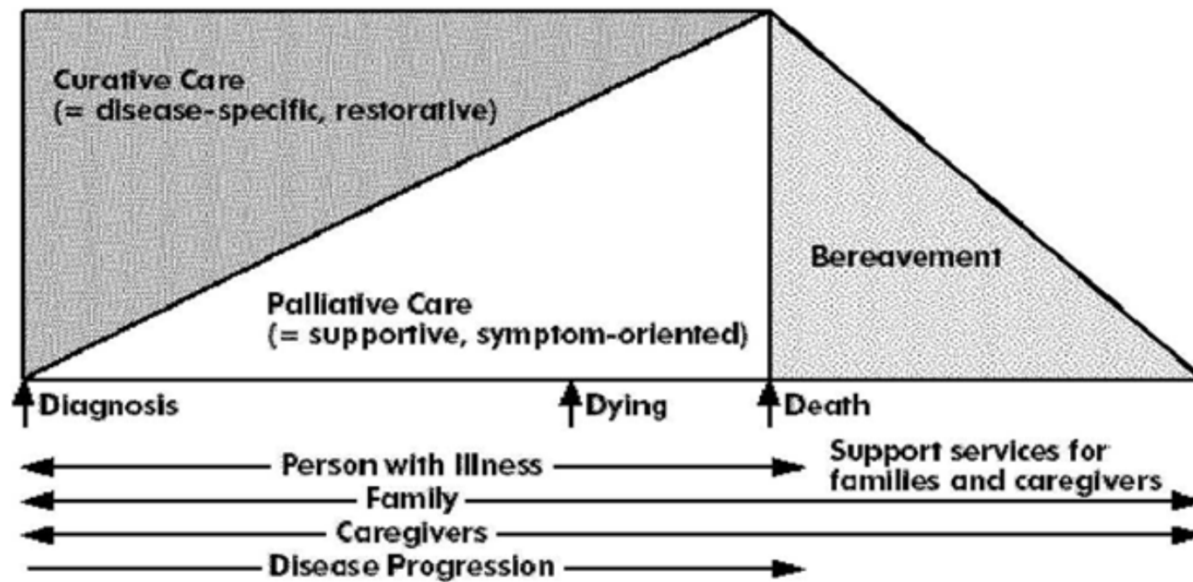 Curative Care
(= disease-specific, restorative)
Bereavement
Palliative Care
(= supportive, symptom-oriented)
Diagnosis
Dying
Death
Person with Illness
Support services for
families and caregivers
Family
Caregivers
Disease Progression